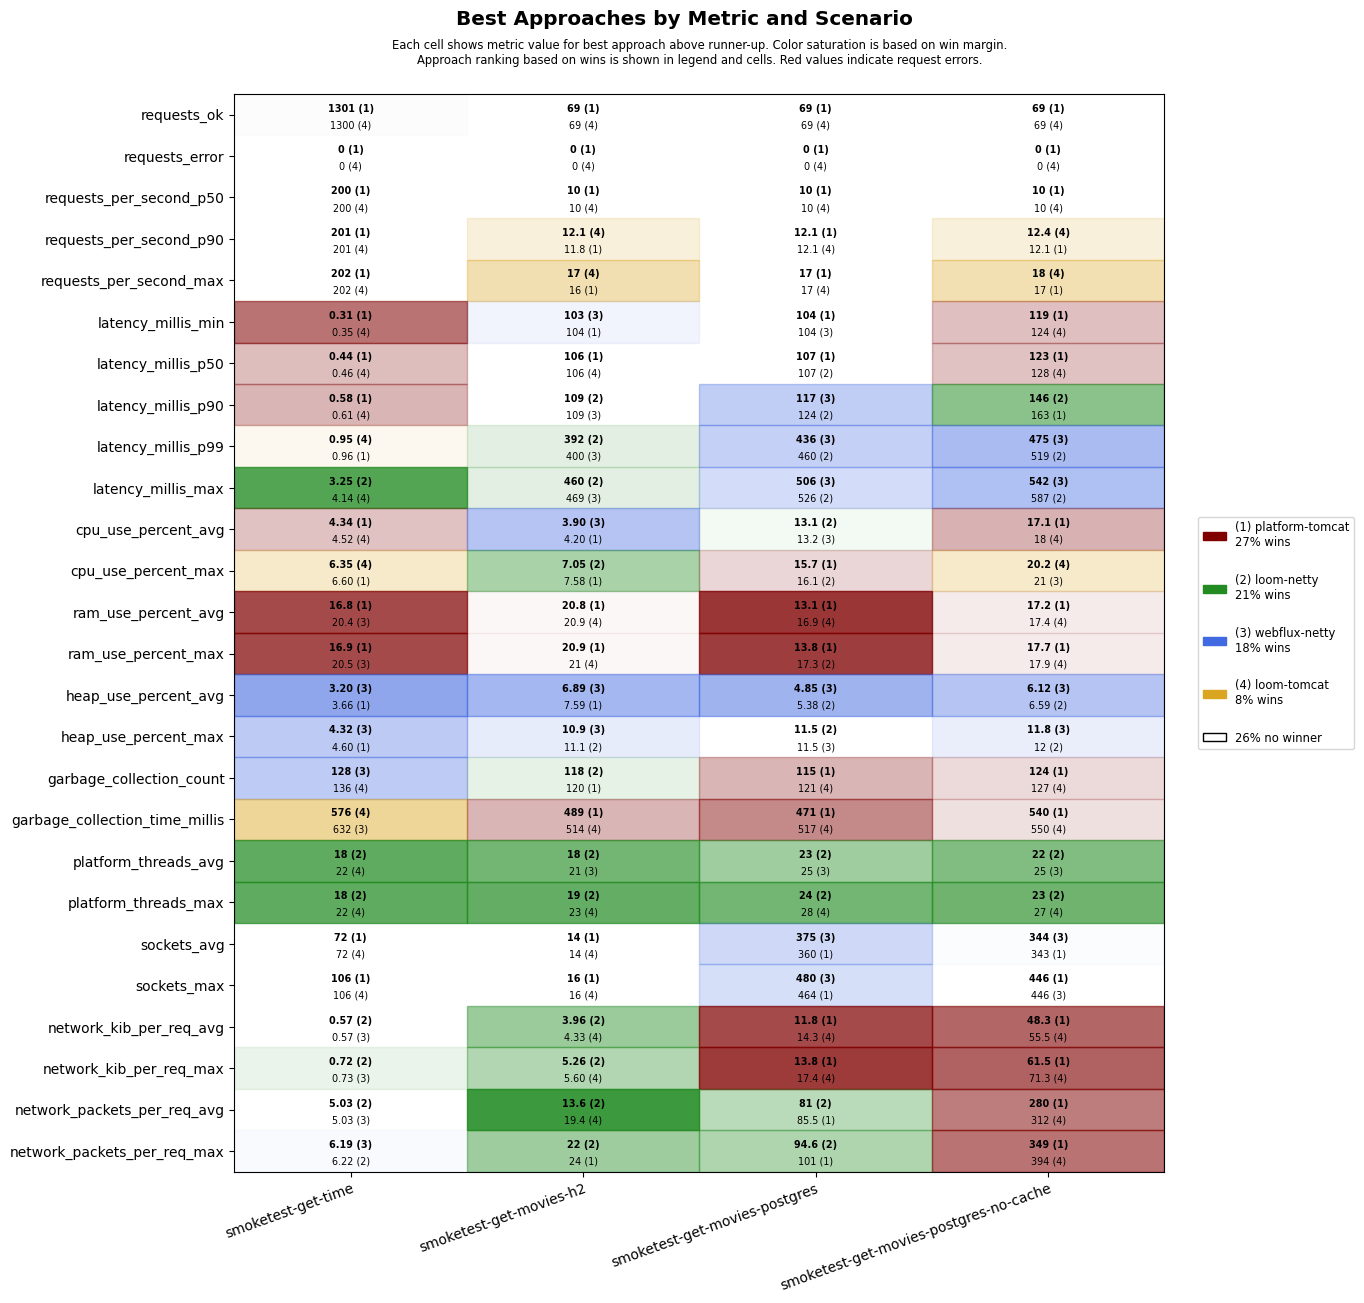 Best Approaches by Metric and Scenario
Each cell shows metric value for best approach above runner-up. Color saturation is based on win margin.
Approach ranking based on wins is shown in legend and cells. Red values indicate request errors.
requests_ok
1301 (1) 69 (1) 69 (1) 69 (1)
1300 (4) 69 (4) 69 (4) 69 (4)
requests_error
0 (1) 0 (1) 0 (1) 0 (1)
0 (4) 0 (4) 0 (4) 0 (4)
requests_per_second_p50
200 (1) 10 (1) 10 (1) 10 (1)
200 (4) 10 (4) 10 (4) 10 (4)
requests_per_second_p90
201 (1) 12.1 (4) 12.1 (1) 12.4 (4)
201 (4) 11.8 (1) 12.1 (4) 12.1 (1)
requests_per_second_max
202 (1) 17 (4) 17 (1) 18 (4)
202 (4) 16 (1) 17 (4) 17 (1)
latency_millis_min
0.31 (1) 103 (3) 104 (1) 119 (1)
0.35 (4) 104 (1) 104 (3) 124 (4)
latency_millis_p50
0.44 (1) 106 (1) 107 (1) 123 (1)
0.46 (4) 106 (4) 107 (2) 128 (4)
latency_millis_p90
0.58 (1) 109 (2) 117 (3) 146 (2)
0.61 (4) 109 (3) 124 (2) 163 (1)
latency_millis_p99
0.95 (4) 392 (2) 436 (3) 475 (3)
0.96 (1) 400 (3) 460 (2) 519 (2)
latency_millis_max
3.25 (2) 460 (2) 506 (3) 542 (3)
4.14 (4) 469 (3) 526 (2) 587 (2)
cpu_use_percent_avg
4.34 (1) 3.90 (3) 13.1 (2) 17.1 (1)
4.52 (4) 4.20 (1) 13.2 (3) 18 (4)
cpu_use_percent_max
6.35 (4) 7.05 (2) 15.7 (1) 20.2 (4)
6.60 (1) 7.58 (1) 16.1 (2) 21 (3)
ram_use_percent_avg
16.8 (1) 20.8 (1) 13.1 (1) 17.2 (1)
20.4 (3) 20.9 (4) 16.9 (4) 17.4 (4)
ram_use_percent_max
16.9 (1) 20.9 (1) 13.8 (1) 17.7 (1)
20.5 (3) 21 (4) 17.3 (2) 17.9 (4)
heap_use_percent_avg
3.20 (3) 6.89 (3) 4.85 (3) 6.12 (3)
3.66 (1) 7.59 (1) 5.38 (2) 6.59 (2)
heap_use_percent_max
4.32 (3) 10.9 (3) 11.5 (2) 11.8 (3)
4.60 (1) 11.1 (2) 11.5 (3) 12 (2)
garbage_collection_count
128 (3) 118 (2) 115 (1) 124 (1)
136 (4) 120 (1) 121 (4) 127 (4)
garbage_collection_time_millis
576 (4) 489 (1) 471 (1) 540 (1)
632 (3) 514 (4) 517 (4) 550 (4)
platform_threads_avg
18 (2) 18 (2) 23 (2) 22 (2)
22 (4) 21 (3) 25 (3) 25 (3)
platform_threads_max
18 (2) 19 (2) 24 (2) 23 (2)
22 (4) 23 (4) 28 (4) 27 (4)
sockets_avg
72 (1) 14 (1) 375 (3) 344 (3)
72 (4) 14 (4) 360 (1) 343 (1)
sockets_max
106 (1) 16 (1) 480 (3) 446 (1)
106 (4) 16 (4) 464 (1) 446 (3)
network_kib_per_req_avg
0.57 (2) 3.96 (2) 11.8 (1) 48.3 (1)
0.57 (3) 4.33 (4) 14.3 (4) 55.5 (4)
network_kib_per_req_max
0.72 (2) 5.26 (2) 13.8 (1) 61.5 (1)
0.73 (3) 5.60 (4) 17.4 (4) 71.3 (4)
network_packets_per_req_avg
5.03 (2) 13.6 (2) 81 (2) 280 (1)
5.03 (3) 19.4 (4) 85.5 (1) 312 (4)
network_packets_per_req_max
6.19 (3) 22 (2) 94.6 (2) 349 (1)
6.22 (2) 24 (1) 101 (1) 394 (4)
smoketest-get-time
smoketest-get-movies-h2
smoketest-get-movies-postgres
smoketest-get-movies-postgres-no-cache
(1) platform-tomcat
27% wins
(2) loom-netty
21% wins
(3) webflux-netty
18% wins
(4) loom-tomcat
8% wins
26% no winner